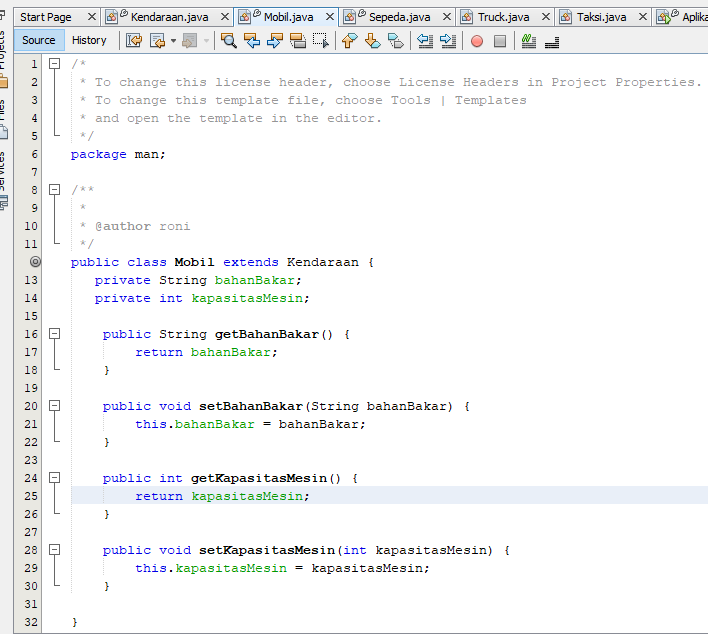 Start Page Kendaraan.java Mobil.java Sepeda.java Truck.java Taksi.java Aplika
Source History
Projects
Files
Services
1 /*
2 * To change this license header, choose License Headers in Project Properties.
3 * To change this template file, choose Tools | Templates
4 * and open the template in the editor.
5 */
6 package man;
7
8 /**
9 *
10 * @author roni
11 */
public class Mobil extends Kendaraan {
13 private String bahanBakar;
14 private int kapasitasMesin;
15
16 public String getBahanBakar() {
17 return bahanBakar;
18 }
19
20 public void setBahanBakar(String bahanBakar) {
21 this.bahanBakar = bahanBakar;
22 }
23
24 public int getKapasitasMesin() {
25 return kapasitasMesin;
26 }
27
28 public void setKapasitasMesin(int kapasitasMesin) {
29 this.kapasitasMesin = kapasitasMesin;
30 }
31
32 }